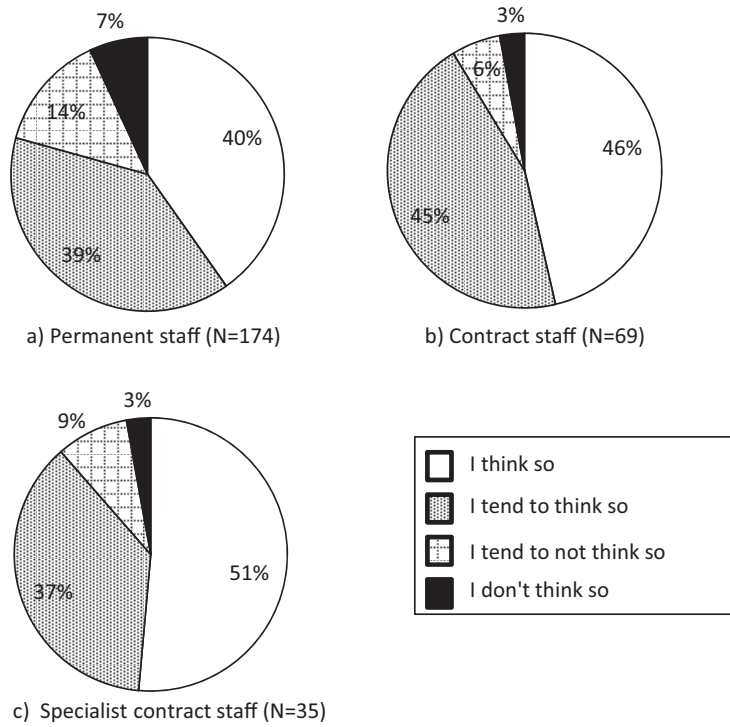 7%
14%
40%
39%
a) Permanent staff (N=174)
3%
6%
46%
45%
b) Contract staff (N=69)
3%
9%
51%
37%
c) Specialist contract staff (N=35)
I think so
I tend to think so
I tend to not think so
I don't think so